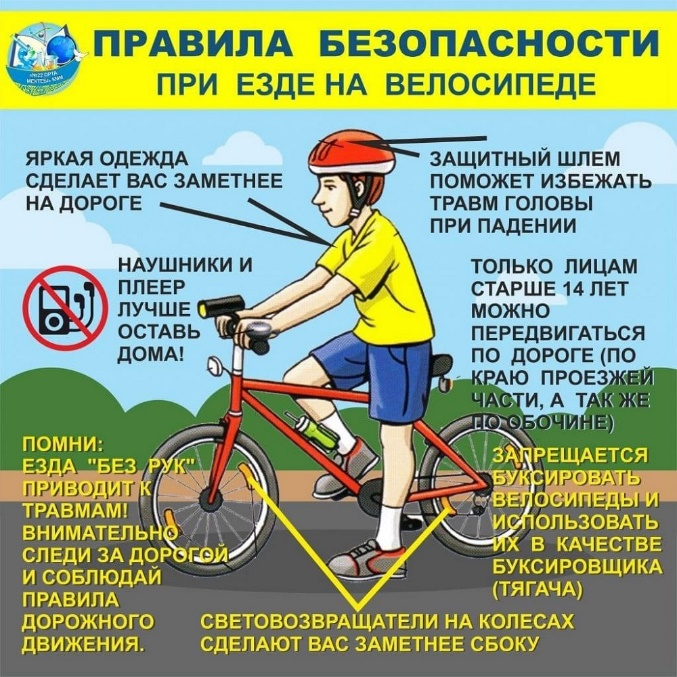 ПРАВИЛА БЕЗОПАСНОСТИ
ПРИ ЕЗДЕ НА ВЕЛОСИПЕДЕ
ЯРКАЯ ОДЕЖДА
СДЕЛАЕТ ВАС ЗАМЕТНЕЕ
НА ДОРОГЕ
ЗАЩИТНЫЙ ШЛЕМ
ПОМОЖЕТ ИЗБЕЖАТЬ
ТРАВМ ГОЛОВЫ
ПРИ ПАДЕНИИ
НАУШНИКИ И
ПЛЕЕР
ЛУЧШЕ
ОСТАВЬ
ДОМА!
ТОЛЬКО ЛИЦАМ
СТАРШЕ 14 ЛЕТ
МОЖНО
ПЕРЕДВИГАТЬСЯ
ПО ДОРОГЕ (ПО
КРАЮ ПРОЕЗЖЕЙ
ЧАСТИ, А ТАК ЖЕ
ПО ОБОЧИНЕ)
ПОМНИ:
ЕЗДА "БЕЗ РУК"
ПРИВОДИТ К
ТРАВМАМ!
ВНИМАТЕЛЬНО
СЛЕДИ ЗА ДОРОГОЙ
И СОБЛЮДАЙ
ПРАВИЛА
ДОРОЖНОГО
ДВИЖЕНИЯ.
ЗАПРЕЩАЕТСЯ
БУКСИРОВАТЬ
ВЕЛОСИПЕДЫ И
ИСПОЛЬЗОВАТЬ
ИХ В КАЧЕСТВЕ
БУКСИРОВЩИКА
(ТЯГАЧА)
СВЕТОВОЗВРАЩАТЕЛИ НА КОЛЕСАХ
СДЕЛАЮТ ВАС ЗАМЕТНЕЕ СБОКУ